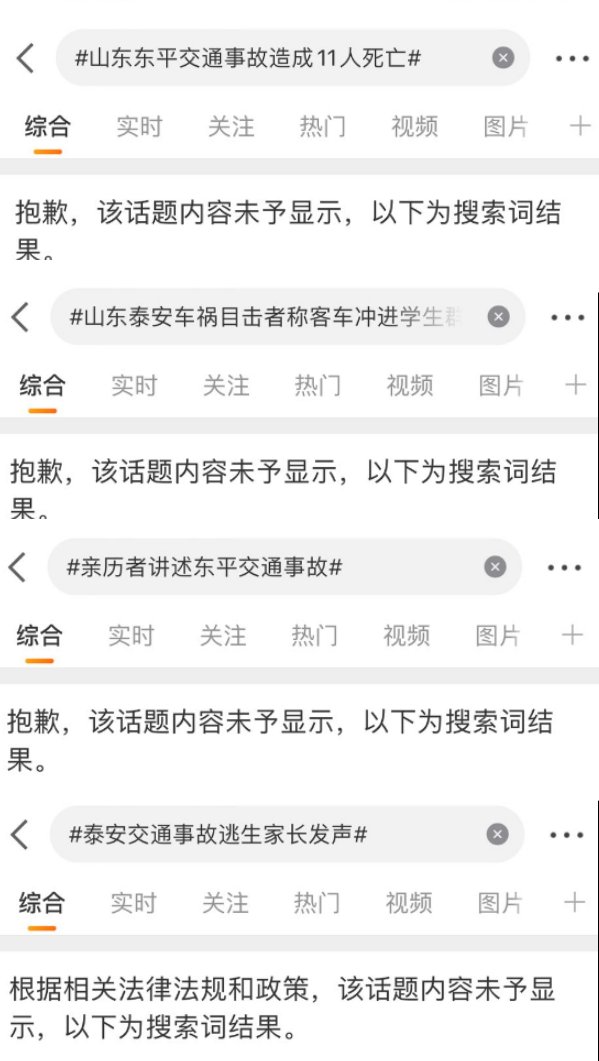 #山东东平交通事故造成11人死亡#
综合 实时 关注 热门 视频 图片
抱歉，该话题内容未予显示，以下为搜索词结
果。
#山东泰安车祸目击者称客车冲进学生群
综合 实时 关注 热门 视频 图片
抱歉，该话题内容未予显示，以下为搜索词结
果。
#亲历者讲述东平交通事故#
综合 实时 关注 热门 视频 图片
抱歉，该话题内容未予显示，以下为搜索词结
果。
#泰安交通事故逃生家长发声#
综合 实时 关注 热门 视频 图片
根据相关法律法规和政策，该话题内容未予显
示，以下为搜索词结果。